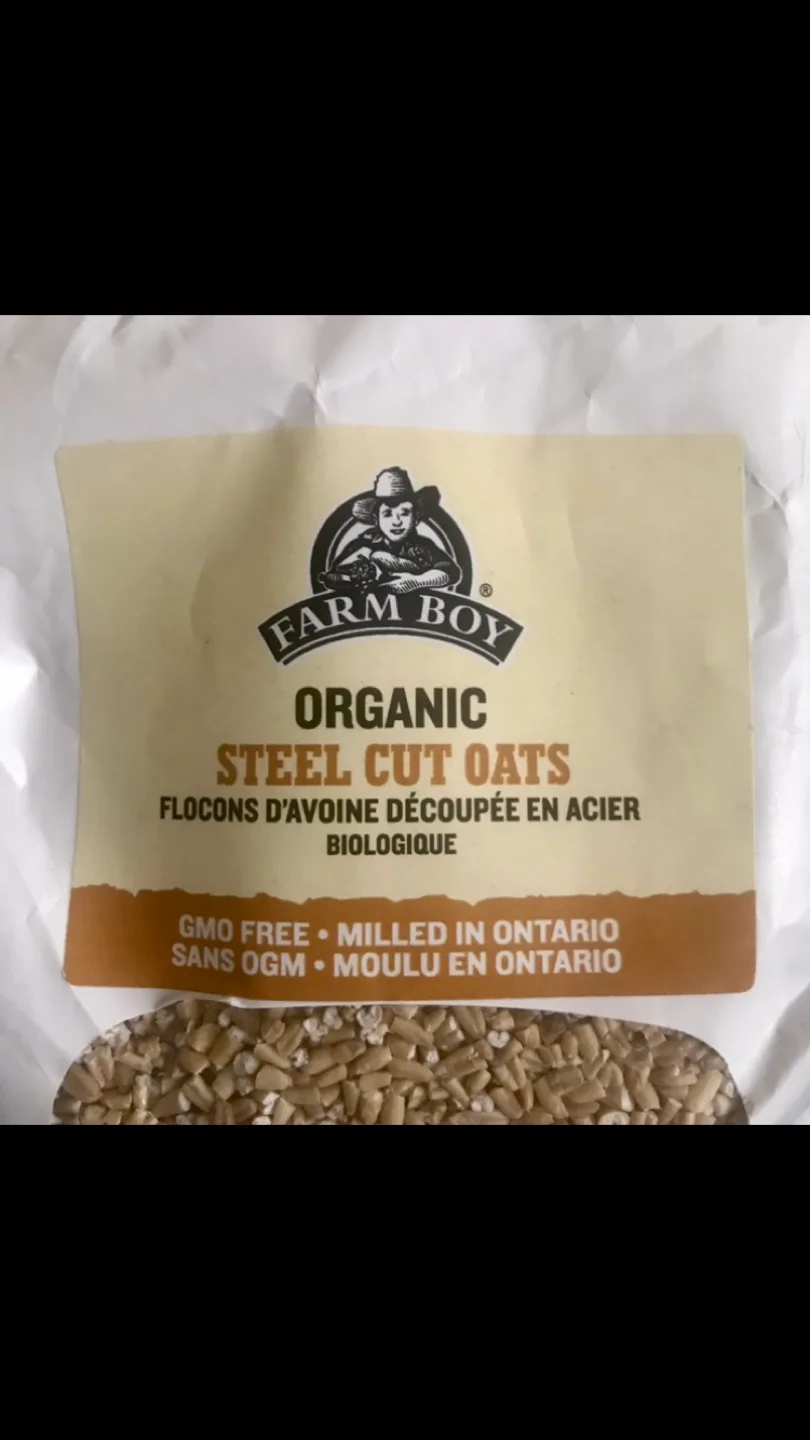 FARM BOY ®
ORGANIC
STEEL CUT OATS
FLOCONS D'AVOINE DÉCOUPÉE EN ACIER
BIOLOGIQUE
GMO FREE • MILLED IN ONTARIO
SANS OGM • MOULU EN ONTARIO